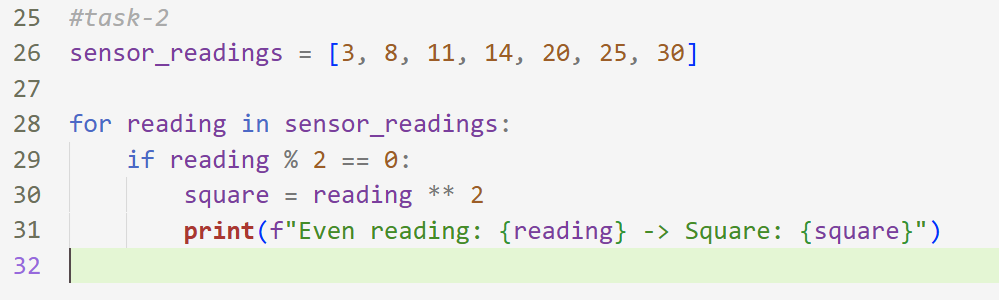 25 #task-2
26 sensor_readings = [3, 8, 11, 14, 20, 25, 30]
27
28 for reading in sensor_readings:
29     if reading % 2 == 0:
30         square = reading ** 2
31         print(f"Even reading: {reading} -> Square: {square}")
32